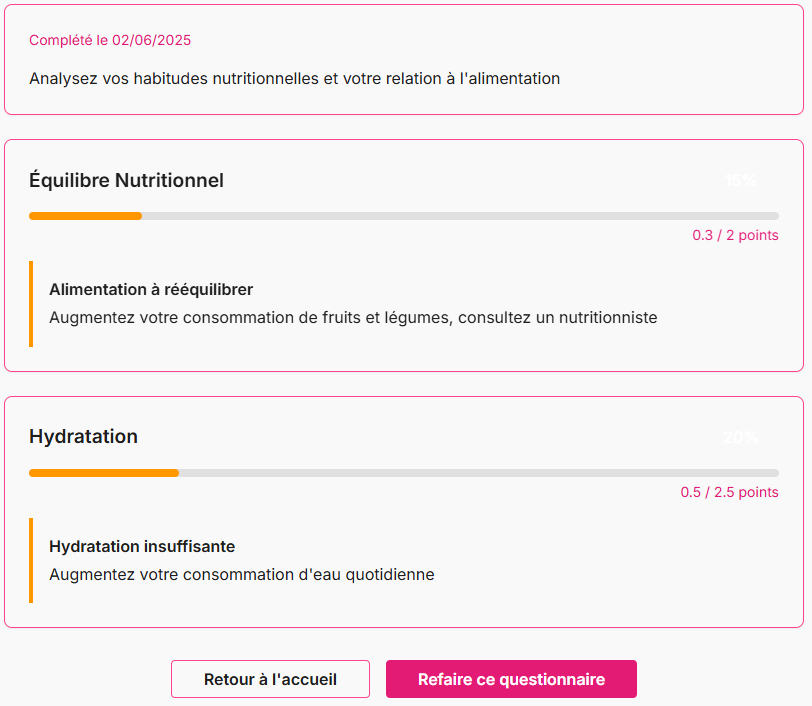 Complété le 02/06/2025
Analysez vos habitudes nutritionnelles et votre relation à l'alimentation
Équilibre Nutritionnel
15%
0.3 / 2 points
Alimentation à rééquilibrer
Augmentez votre consommation de fruits et légumes, consultez un nutritionniste
Hydratation
20%
0.5 / 2.5 points
Hydratation insuffisante
Augmentez votre consommation d'eau quotidienne
Retour à l'accueil
Refaire ce questionnaire